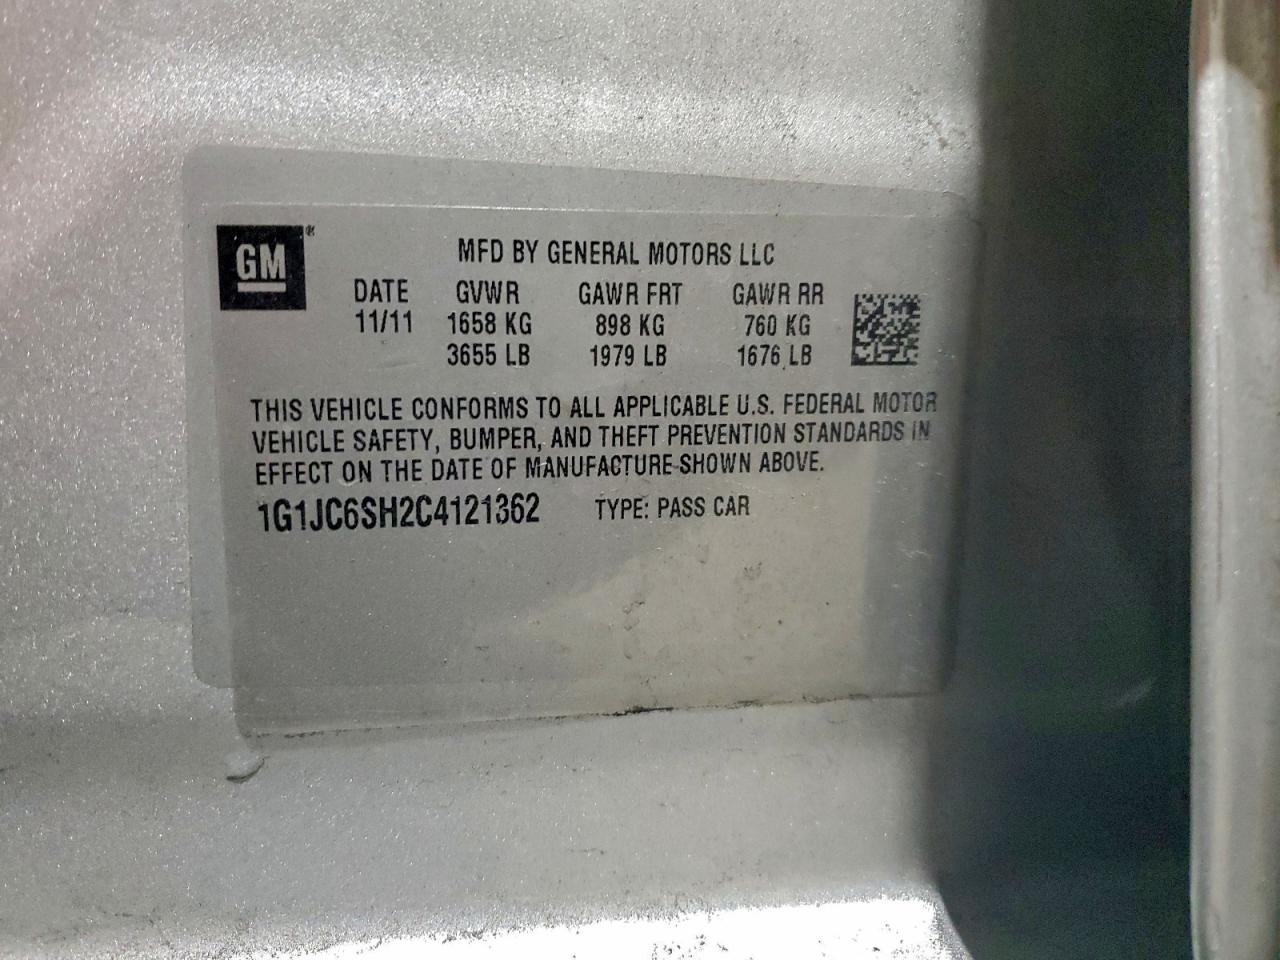 GM®
MFD BY GENERAL MOTORS LLC
DATE GVWR GAWR FRT GAWR RR
11/11 1658 KG 898 KG 760 KG
3655 LB 1979 LB 1676 LB
THIS VEHICLE CONFORMS TO ALL APPLICABLE U.S. FEDERAL MOTOR
VEHICLE SAFETY, BUMPER, AND THEFT PREVENTION STANDARDS IN
EFFECT ON THE DATE OF MANUFACTURE SHOWN ABOVE.
1G1JC6SH2C4121362 TYPE: PASS CAR